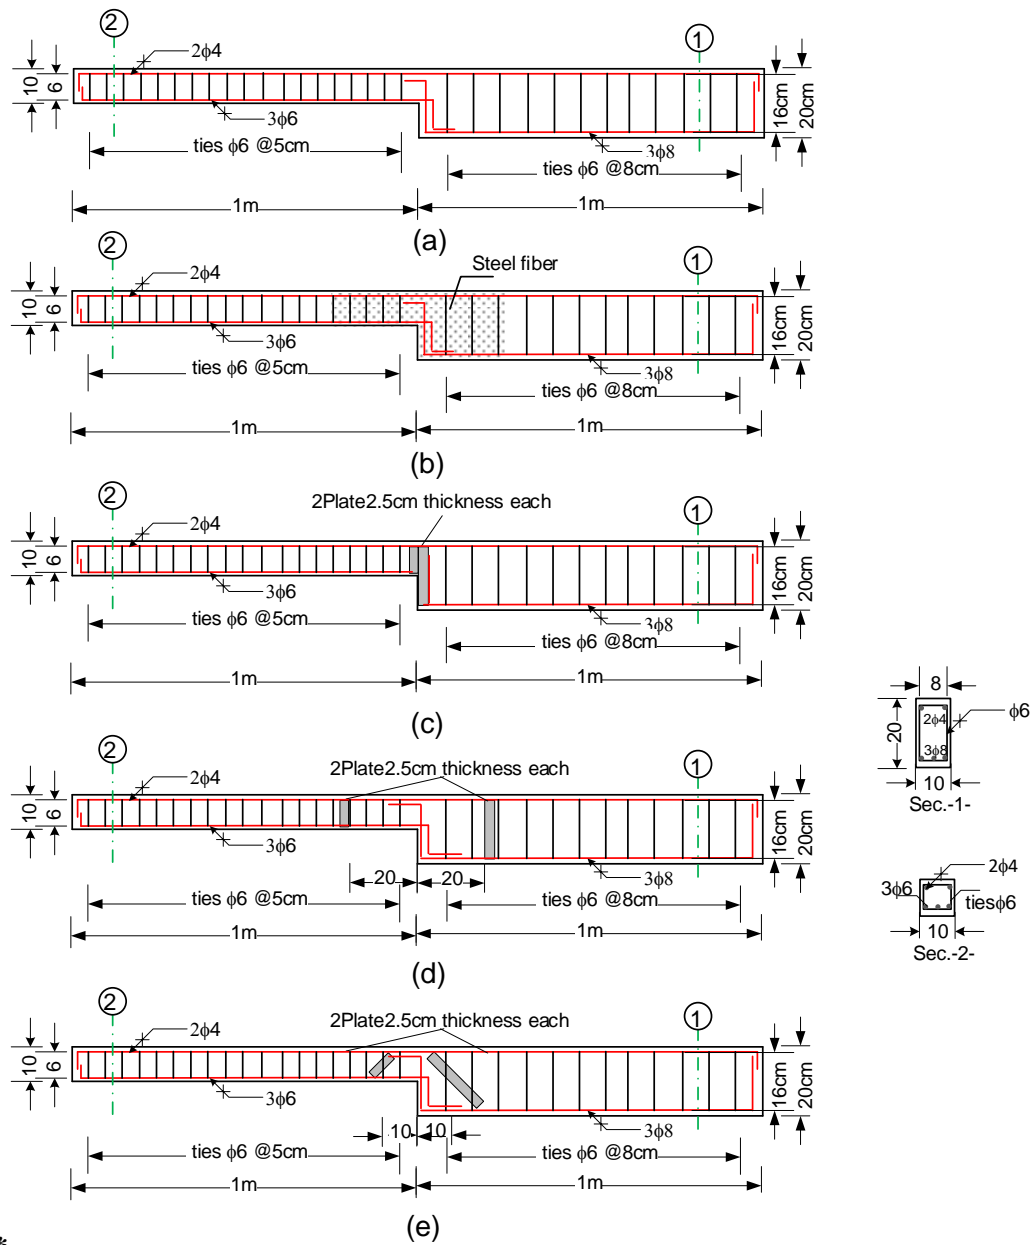 2
1
2ϕ4
10
6
3ϕ6
3ϕ8
16cm
20cm
ties ϕ6 @5cm
ties ϕ6 @8cm
1m
1m
(a)
2
1
Steel fiber
2ϕ4
10
6
3ϕ6
3ϕ8
16cm
20cm
ties ϕ6 @5cm
ties ϕ6 @8cm
1m
1m
(b)
2
1
2Plate2.5cm thickness each
2ϕ4
10
6
3ϕ6
3ϕ8
16cm
20cm
ties ϕ6 @5cm
ties ϕ6 @8cm
1m
1m
(c)
2
1
2Plate2.5cm thickness each
2ϕ4
10
6
3ϕ6
3ϕ8
16cm
20cm
20
20
ties ϕ6 @5cm
ties ϕ6 @8cm
1m
1m
(d)
2
1
2Plate2.5cm thickness each
2ϕ4
10
6
3ϕ6
3ϕ8
16cm
20cm
10
10
ties ϕ6 @5cm
ties ϕ6 @8cm
1m
1m
(e)
8
20
2ϕ4
ϕ6
3ϕ8
10
Sec.-1-
2ϕ4
3ϕ6
tiesϕ6
10
Sec.-2-
*